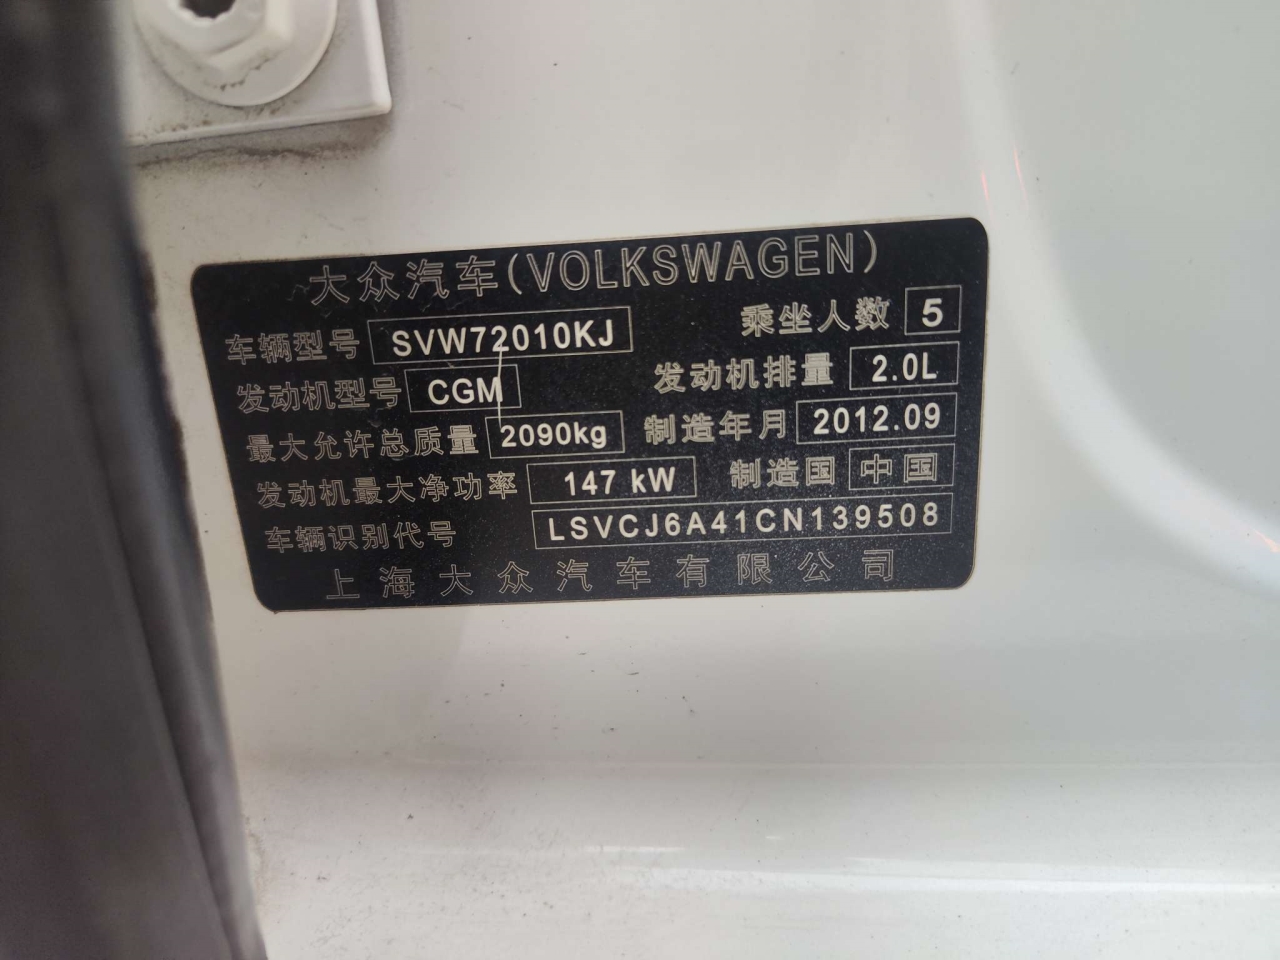 大众汽车(VOLKSWAGEN)
车辆型号 SVW72010KJ 乘坐人数 5
发动机型号 CGM 发动机排量 2.0L
最大允许总质量 2090kg 制造年月 2012.09
发动机最大净功率 147 kW 制造国 中国
车辆识别代号 LSVCJ6A41CN139508
上海大众汽车有限公司